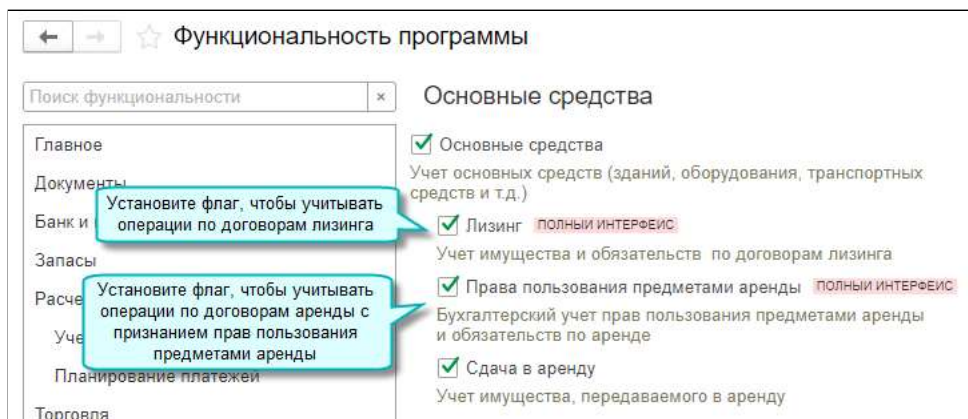 Функциональность программы
Поиск функциональности ×
Основные средства
Главное
Основные средства
Учет основных средств (зданий, оборудования, транспортных
средств и т.д.)
Документы
Установите флаг, чтобы учитывать
операции по договорам лизинга
Банк и
Лизинг ПОЛНЫЙ ИНТЕРФЕЙС
Учет имущества и обязательств по договорам лизинга
Запасы
Установите флаг, чтобы учитывать
операции по договорам аренды с
признанием прав пользования
предметами аренды
Права пользования предметами аренды ПОЛНЫЙ ИНТЕРФЕЙС
Бухгалтерский учет прав пользования предметами аренды
и обязательств по аренде
Расче
Уче
Планирование платежей
Сдача в аренду
Учет имущества, передаваемого в аренду
Торговля